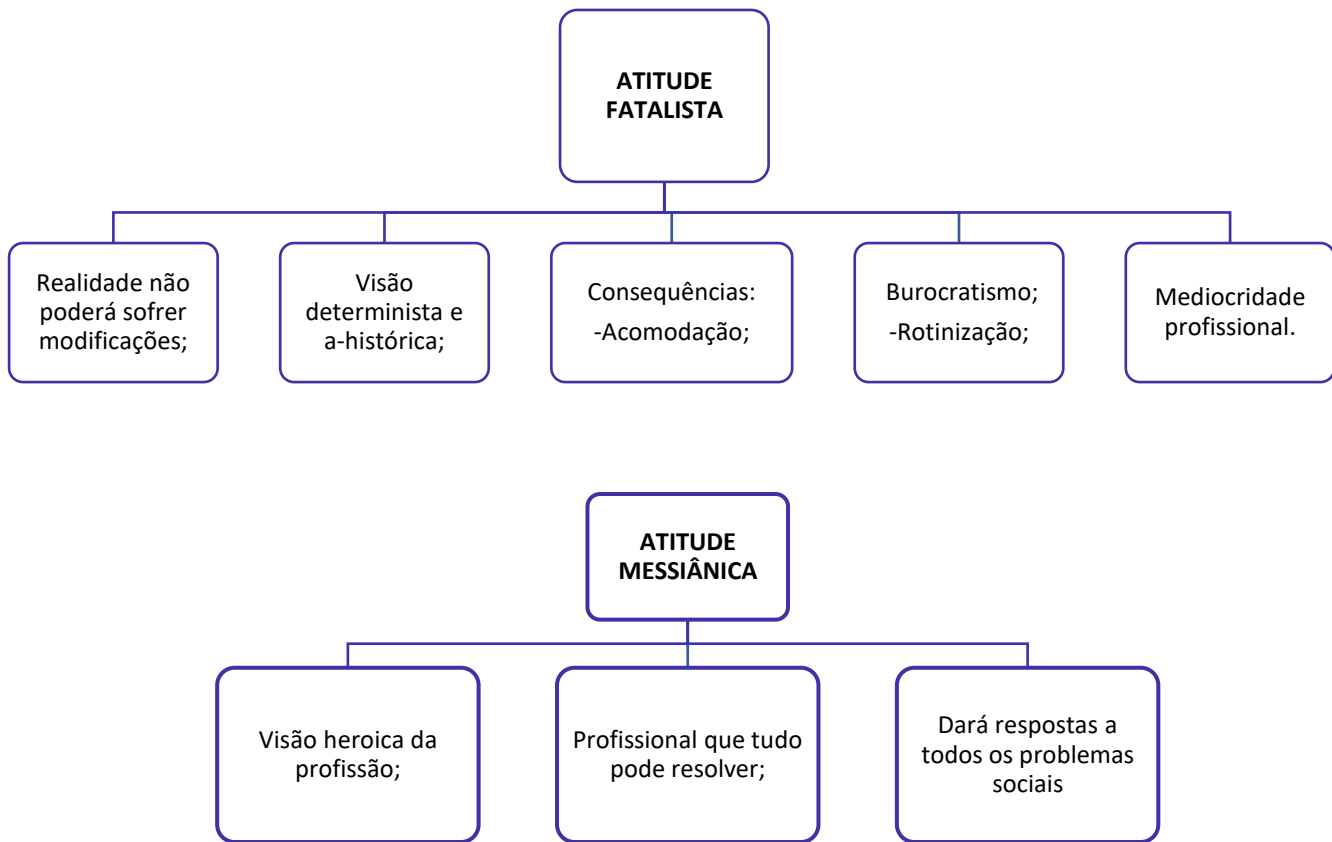 ATITUDE
FATALISTA
Realidade não
poderá sofrer
modificações;
Visão
determinista e
a-histórica;
Consequências:
-Acomodação;
Burocratismo;
-Rotinização;
Mediocridade
profissional.
ATITUDE
MESSIÂNICA
Visão heroica da
profissão;
Profissional que tudo
pode resolver;
Dará respostas a
todos os problemas
sociais